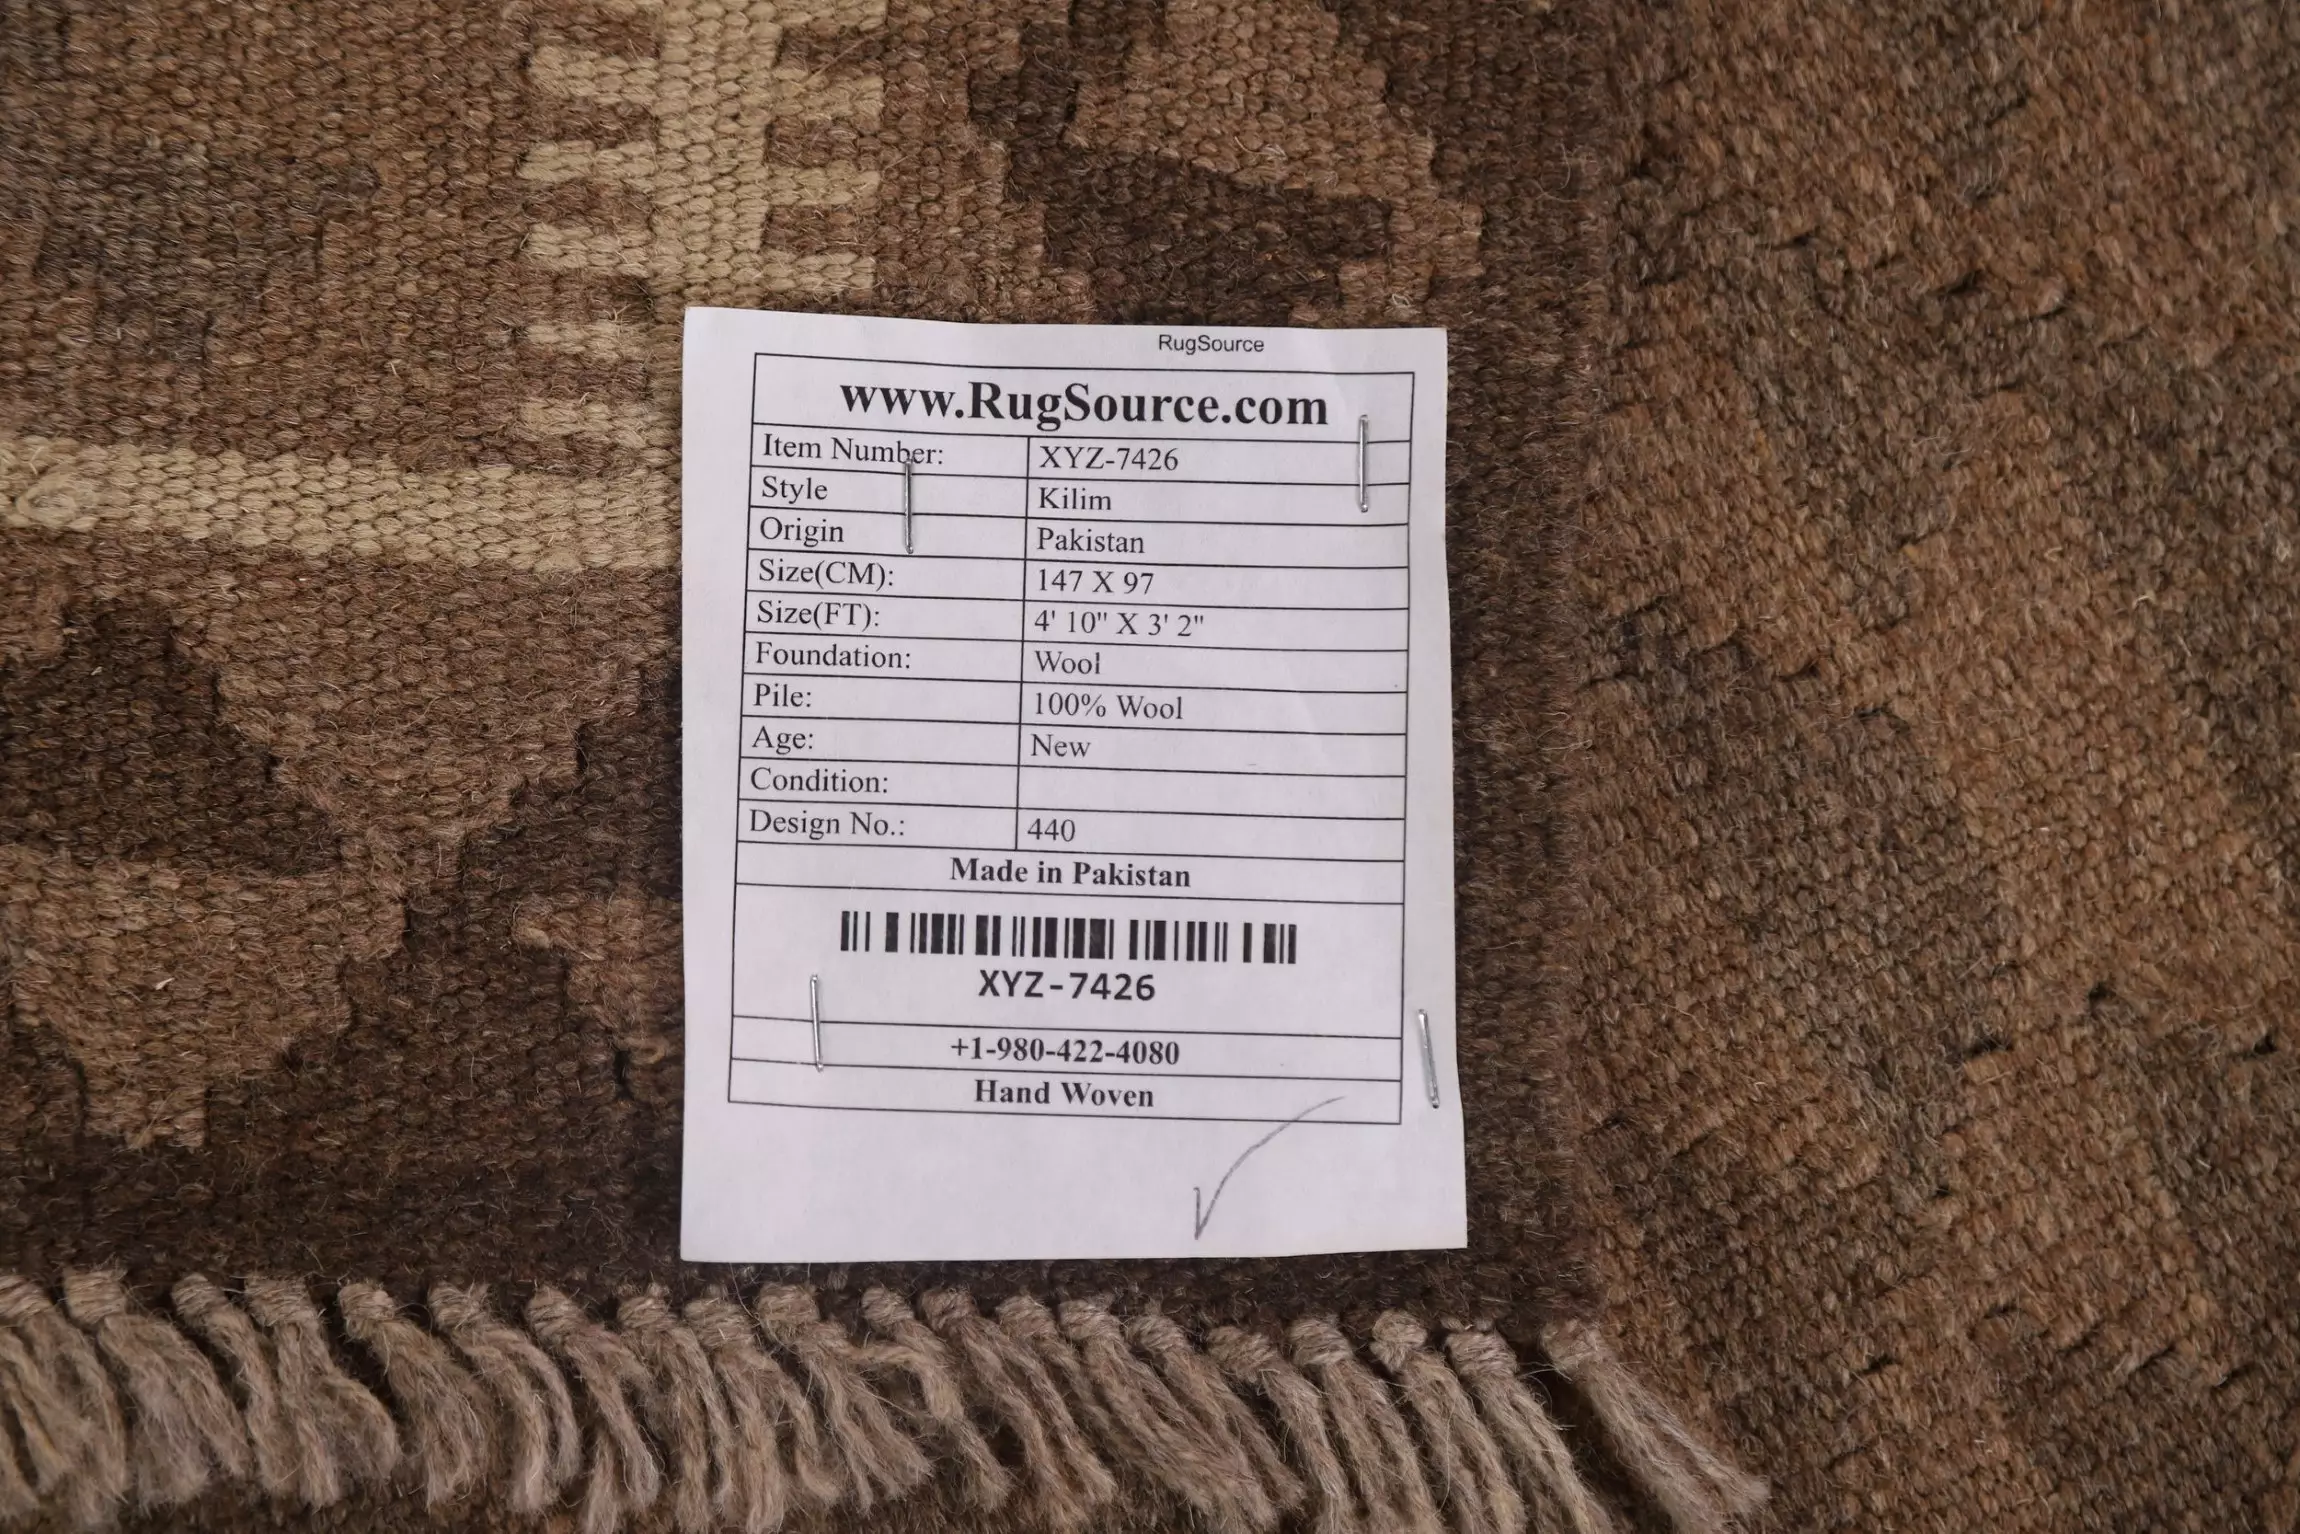 RugSource
www.RugSource.com
Item Number: XYZ-7426
Style Kilim
Origin Pakistan
Size(CM): 147 X 97
Size(FT): 4' 10" X 3' 2"
Foundation: Wool
Pile: 100% Wool
Age: New
Condition:
Design No.: 440
Made in Pakistan
XYZ-7426
+1-980-422-4080
Hand Woven